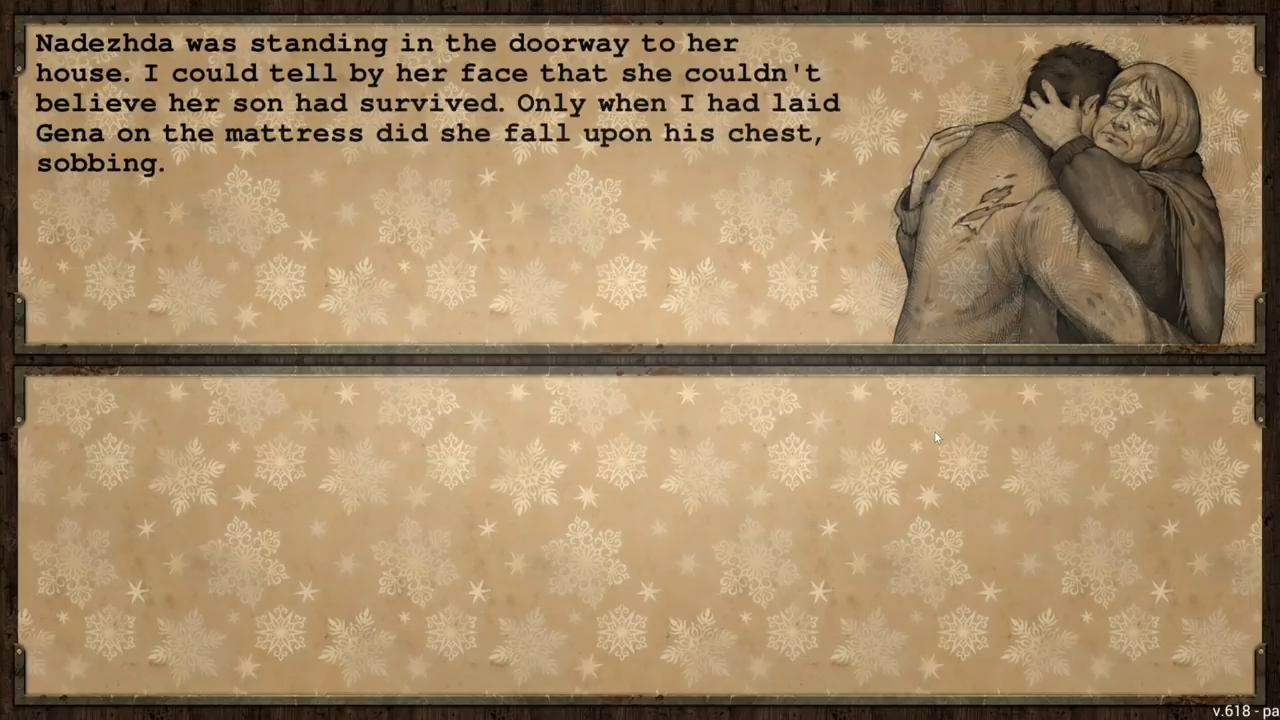 Nadezhda was standing in the doorway to her
house. I could tell by her face that she couldn't
believe her son had survived. Only when I had laid
Gena on the mattress did she fall upon his chest,
sobbing.
v.618 - pa